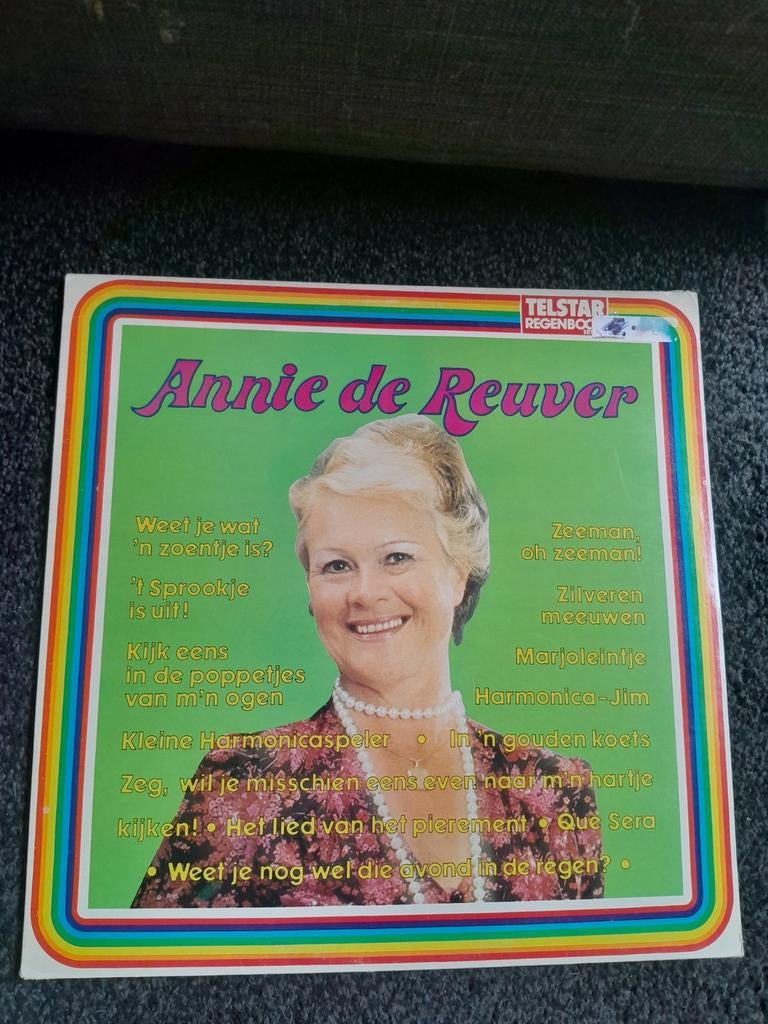 TELSTAR
REGENBOOG
Annie de Reuver
Weet je wat
'n zoentje is?
't Sprookje
is uit!
Kijk eens
in de poppetjes
van m'n ogen
Zeeman,
oh zeeman!
Zilveren
meeuwen
Marjoleintje
Harmonica-Jim
Kleine Harmonicaspeler • In 'n gouden koets
Zeg, wil je misschien eens even naar m'n hartje
kijken! • Het lied van het pierement • Que Sera
• Weet je nog wel die avond in de regen? •